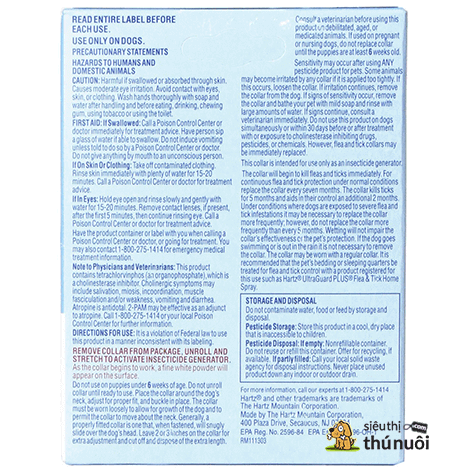 READ ENTIRE LABEL BEFORE
EACH USE.
USE ONLY ON DOGS.
PRECAUTIONARY STATEMENTS
HAZARDS TO HUMANS AND
DOMESTIC ANIMALS
CAUTION: Harmful if swallowed or absorbed through skin.
Causes moderate eye irritation. Avoid contact with eyes,
skin, or clothing. Wash hands thoroughly with soap and
water after handling and before eating, drinking, chewing
gum, using tobacco or using the toilet.
FIRST AID: If Swallowed: Call a Poison Control Center or
doctor immediately for treatment advice. Have person sip
a glass of water if able to swallow. Do not induce vomiting
unless told to do so by a Poison Control Center or doctor.
Do not give anything by mouth to an unconscious person.
If On Skin Or Clothing: Take off contaminated clothing.
Rinse skin immediately with plenty of water for 15-20
minutes. Call a Poison Control Center or doctor for treatment
advice.
If In Eyes: Hold eye open and rinse slowly and gently with
water for 15-20 minutes. Remove contact lenses, if present,
after the first 5 minutes, then continue rinsing eye. Call a
Poison Control Center or doctor for treatment advice.
Have the product container or label with you when calling a
Poison Control Center or doctor, or going for treatment. You
may also contact 1-800-275-1414 for emergency medical
treatment information.
Note to Physicians and Veterinarians: This product
contains tetrachlorvinphos (an organophosphate), which is
a cholinesterase inhibitor. Cholinergic symptoms may
include salivation, miosis, incoordination, muscle
fasciculation and/or weakness, vomiting and diarrhea.
Atropine is antidotal. 2-PAM may be effective as an adjunct
to atropine. Call 1-800-275-1414 or your local Poison
Control Center for further information.
DIRECTIONS FOR USE: It is a violation of Federal law to use
this product in a manner inconsistent with its labeling.
REMOVE COLLAR FROM PACKAGE, UNROLL AND
STRETCH TO ACTIVATE INSECTICIDE GENERATOR.
As the collar begins to work, a fine white powder will
appear on the surface.
Do not use on puppies under 6 weeks of age. Do not unroll
collar until ready to use. Place the collar around the dog's
neck, adjust for proper fit, and buckle in place. The collar
must be worn loosely to allow for growth of the dog and to
permit the collar to move about the neck. Generally, a
properly fitted collar is one that, when fastened, will snugly
slide over the dog's head. Leave 2 or 3 inches on the collar for
extra adjustment and cut off and dispose of the extra length.
Consult a veterinarian before using this
product on debilitated, aged, or
medicated animals. If used on pregnant
or nursing dogs, do not replace collar
until the puppies are at least 6 weeks old.
Sensitivity may occur after using ANY
pesticide product for pets. Some animals
may become irritated by any collar if it is applied too tightly. If
this occurs, loosen the collar. If irritation continues, remove
the collar from the dog. If signs of sensitivity occur, remove
the collar and bathe your pet with mild soap and rinse with
large amounts of water. If signs continue, consult a
veterinarian immediately. Do not use this product on dogs
simultaneously or within 30 days before or after treatment
with or exposure to cholinesterase inhibiting drugs,
pesticides, or chemicals. However, flea and tick collars may
be immediately replaced.
This collar is intended for use only as an insecticide generator.
The collar will begin to kill fleas and ticks immediately. For
continuous flea and tick protection under normal conditions
replace the collar every seven months. The collar kills ticks
for 5 months and aids in their control an additional 2 months.
Under conditions where dogs are exposed to severe flea and
tick infestations it may be necessary to replace the collar
more frequently; however, do not replace the collar more
frequently than every 5 months. Wetting will not impair the
collar's effectiveness or the pet's protection. If the dog goes
swimming or is out in the rain it is not necessary to remove
the collar. The collar may be worn with a regular collar. It is
recommended that the pet's bedding or sleeping quarters be
treated for flea and tick control with a product registered for
this use such as Hartz® UltraGuard PLUS® Flea & Tick Home
Spray.
STORAGE AND DISPOSAL
Do not contaminate water, food or feed by storage and
disposal.
Pesticide Storage: Store this product in a cool, dry place
that is inaccessible to children.
Pesticide Disposal: If empty: Nonrefillable container.
Do not reuse or refill this container. Offer for recycling, if
available. If partly filled: Call your local solid waste
agency for disposal instructions. Never place unused
product down any indoor or outdoor drain.
For more information, call our experts at 1-800-275-1414
Hartz® and other trademarks are trademarks of
The Hartz Mountain Corporation.
Made by The Hartz Mountain Corporation,
400 Plaza Drive, Secaucus, NJ
EPA Reg. No. 2596-84 EPA Est.
RM111303
siêuthi.com
thúnuôi